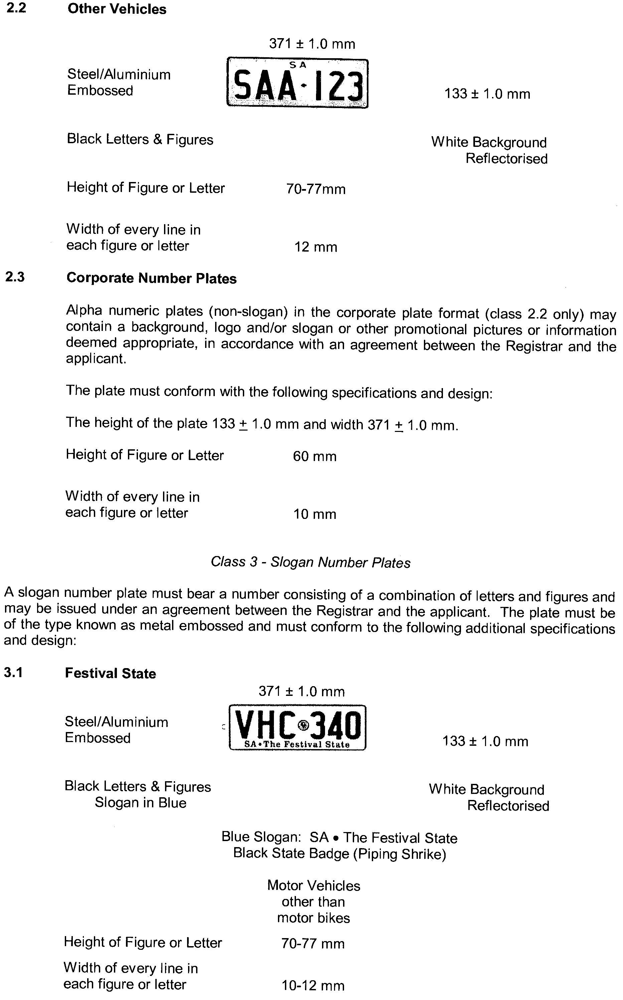 2.2 Other Vehicles
371 ± 1.0 mm
Steel/Aluminium
Embossed
SA
SAA·123
133 ± 1.0 mm
Black Letters & Figures
White Background
Reflectorised
Height of Figure or Letter 70-77mm
Width of every line in
each figure or letter 12 mm
2.3 Corporate Number Plates
Alpha numeric plates (non-slogan) in the corporate plate format (class 2.2 only) may
contain a background, logo and/or slogan or other promotional pictures or information
deemed appropriate, in accordance with an agreement between the Registrar and the
applicant.
The plate must conform with the following specifications and design:
The height of the plate 133 ± 1.0 mm and width 371 ± 1.0 mm.
Height of Figure or Letter 60 mm
Width of every line in
each figure or letter 10 mm
Class 3 - Slogan Number Plates
A slogan number plate must bear a number consisting of a combination of letters and figures and
may be issued under an agreement between the Registrar and the applicant. The plate must be
of the type known as metal embossed and must conform to the following additional specifications
and design:
3.1 Festival State
371 ± 1.0 mm
Steel/Aluminium
Embossed
VHC 340
SA•The Festival State
133 ± 1.0 mm
Black Letters & Figures
Slogan in Blue
White Background
Reflectorised
Blue Slogan: SA • The Festival State
Black State Badge (Piping Shrike)
Motor Vehicles
other than
motor bikes
Height of Figure or Letter 70-77 mm
Width of every line in
each figure or letter 10-12 mm